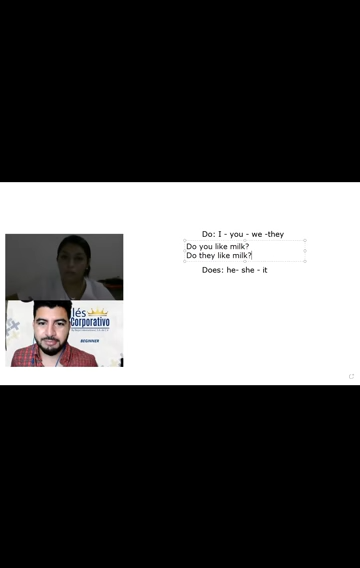 Do: I - you - we -they
Do you like milk?
Do they like milk?
Does: he- she - it
lés
Corporativo
BEGINNER